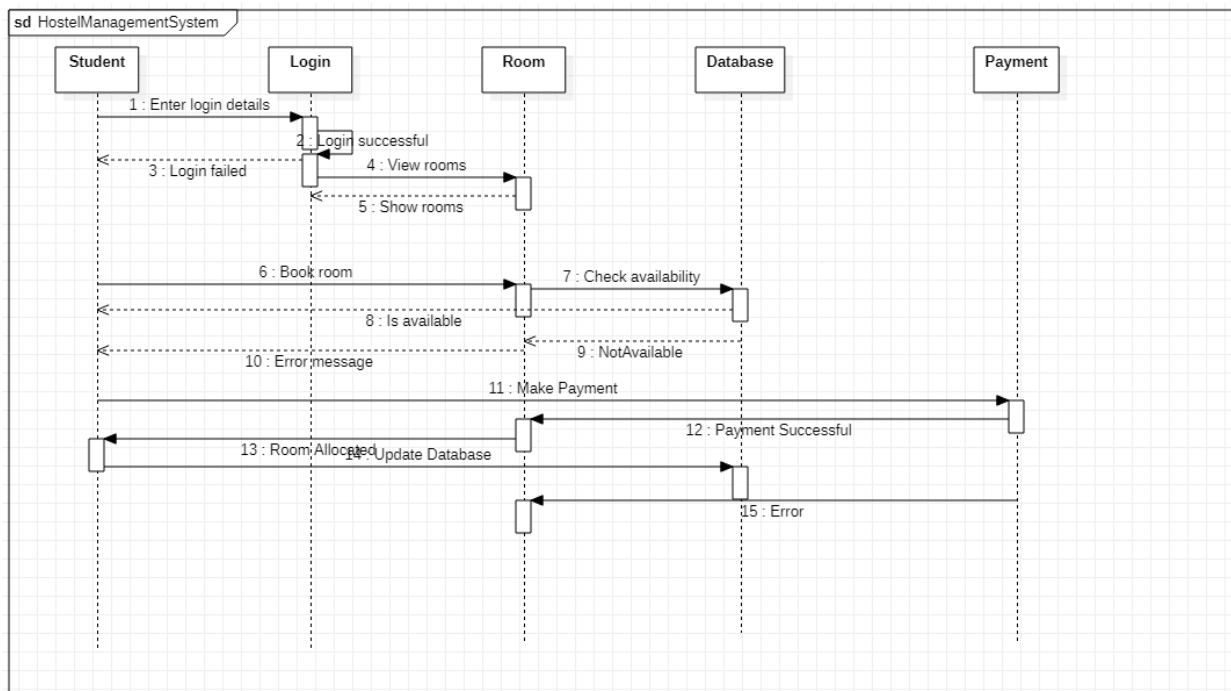 sd HostelManagementSystem
Student
Login
Room
Database
Payment
1 : Enter login details
2 : Login successful
3 : Login failed
4 : View rooms
5 : Show rooms
6 : Book room
7 : Check availability
8 : Is available
9 : NotAvailable
10 : Error message
11 : Make Payment
12 : Payment Successful
13 : Room Allocated
14 : Update Database
15 : Error